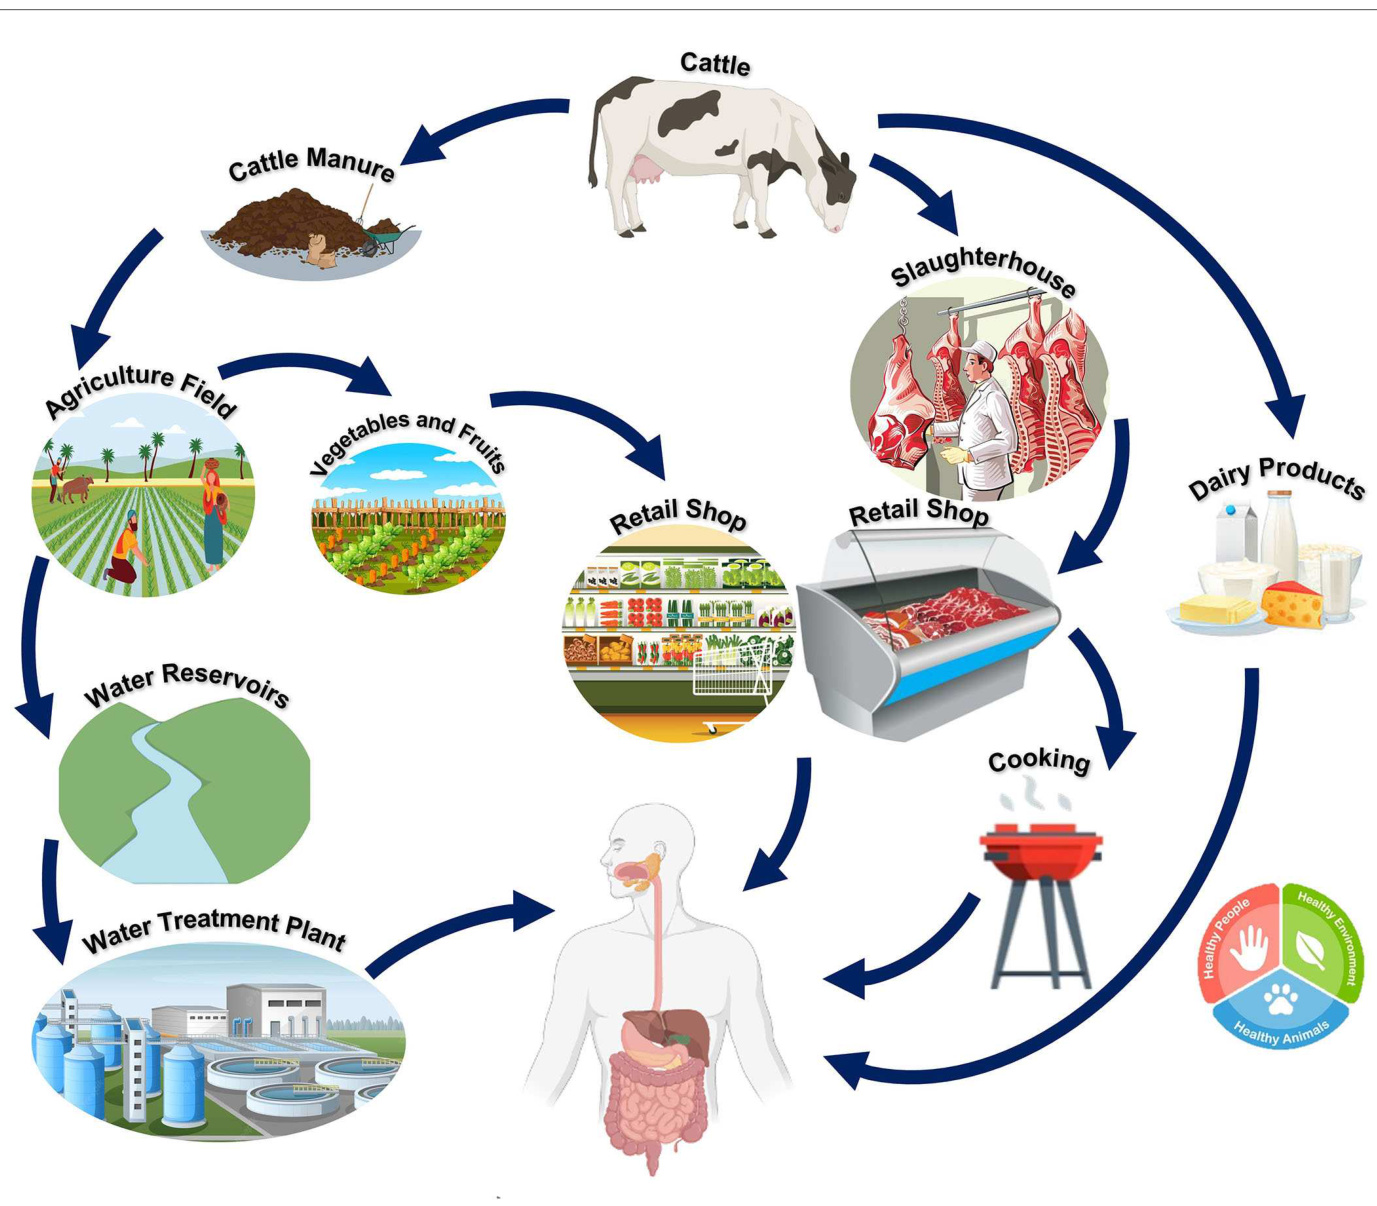 Cattle
Cattle Manure
Slaughterhouse
Agriculture Field
Vegetables and Fruits
Dairy Products
Retail Shop
Retail Shop
Water Reservoirs
Cooking
Water Treatment Plant
Healthy People
Healthy Environment
Healthy Animals